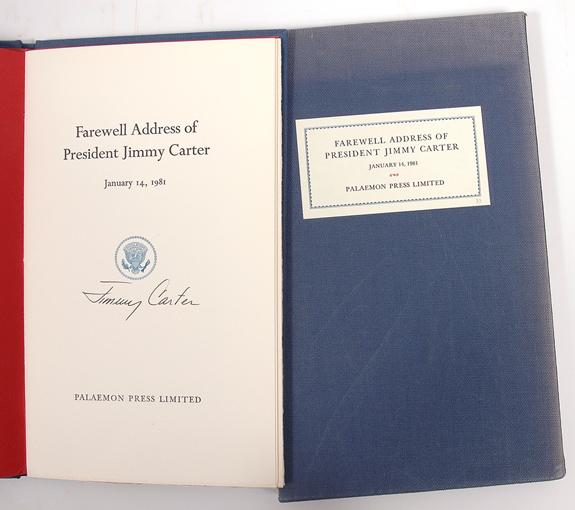 Farewell Address of
President Jimmy Carter
January 14, 1981
Jimmy Carter
PALAEMON PRESS LIMITED
FAREWELL ADDRESS OF
PRESIDENT JIMMY CARTER
JANUARY 14, 1981
PALAEMON PRESS LIMITED